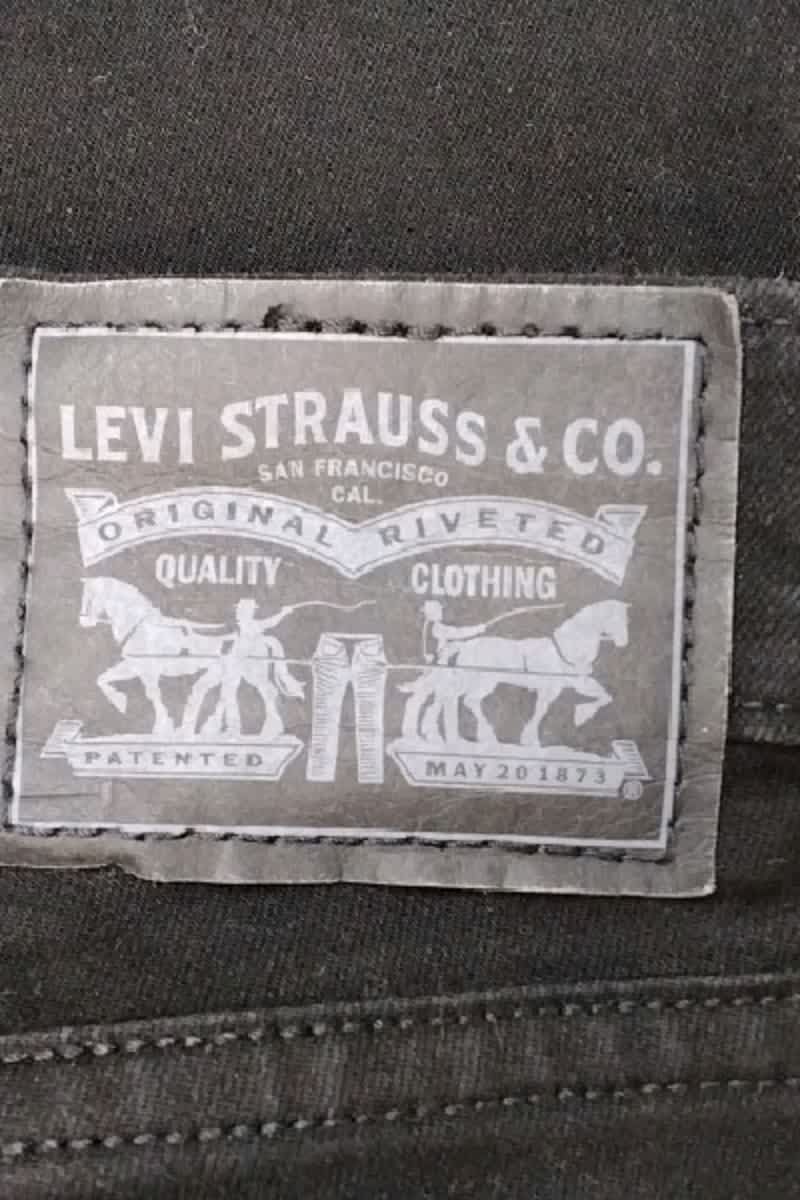 LEVI STRAUSS & CO.
SAN FRANCISCO
CAL.
ORIGINAL RIVETED
QUALITY CLOTHING
PATENTED MAY 20 1873
®